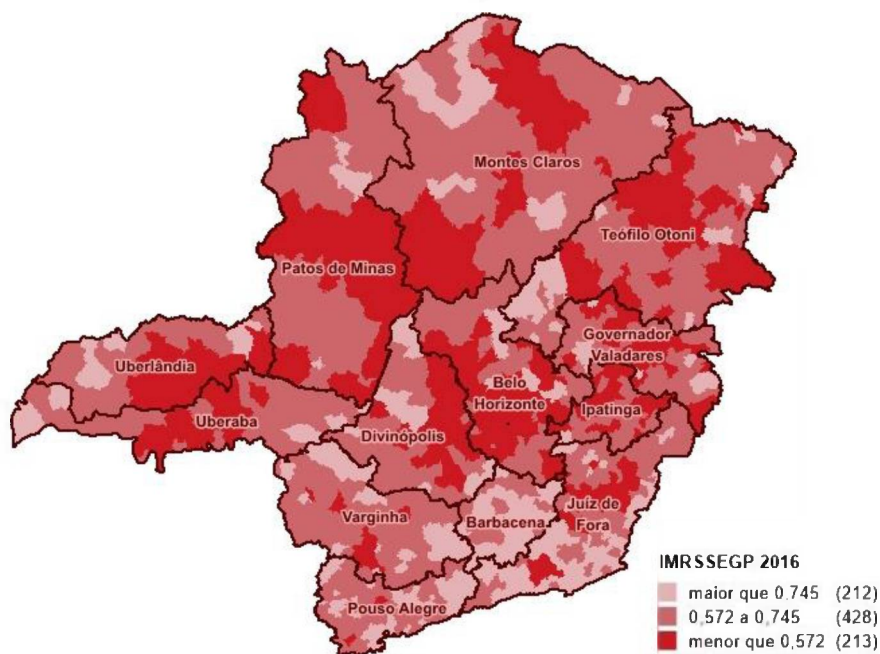 Montes Claros
Teófilo Otoni
Patos de Minas
Governador
Valadares
Uberlândia
Belo
Horizonte
Ipatinga
Uberaba
Divinópolis
Varginha
Barbacena
Juíz de
Fora
Pouso Alegre
IMRSSEGP 2016
maior que 0.745 (212)
0,572 a 0,745 (428)
menor que 0,572 (213)